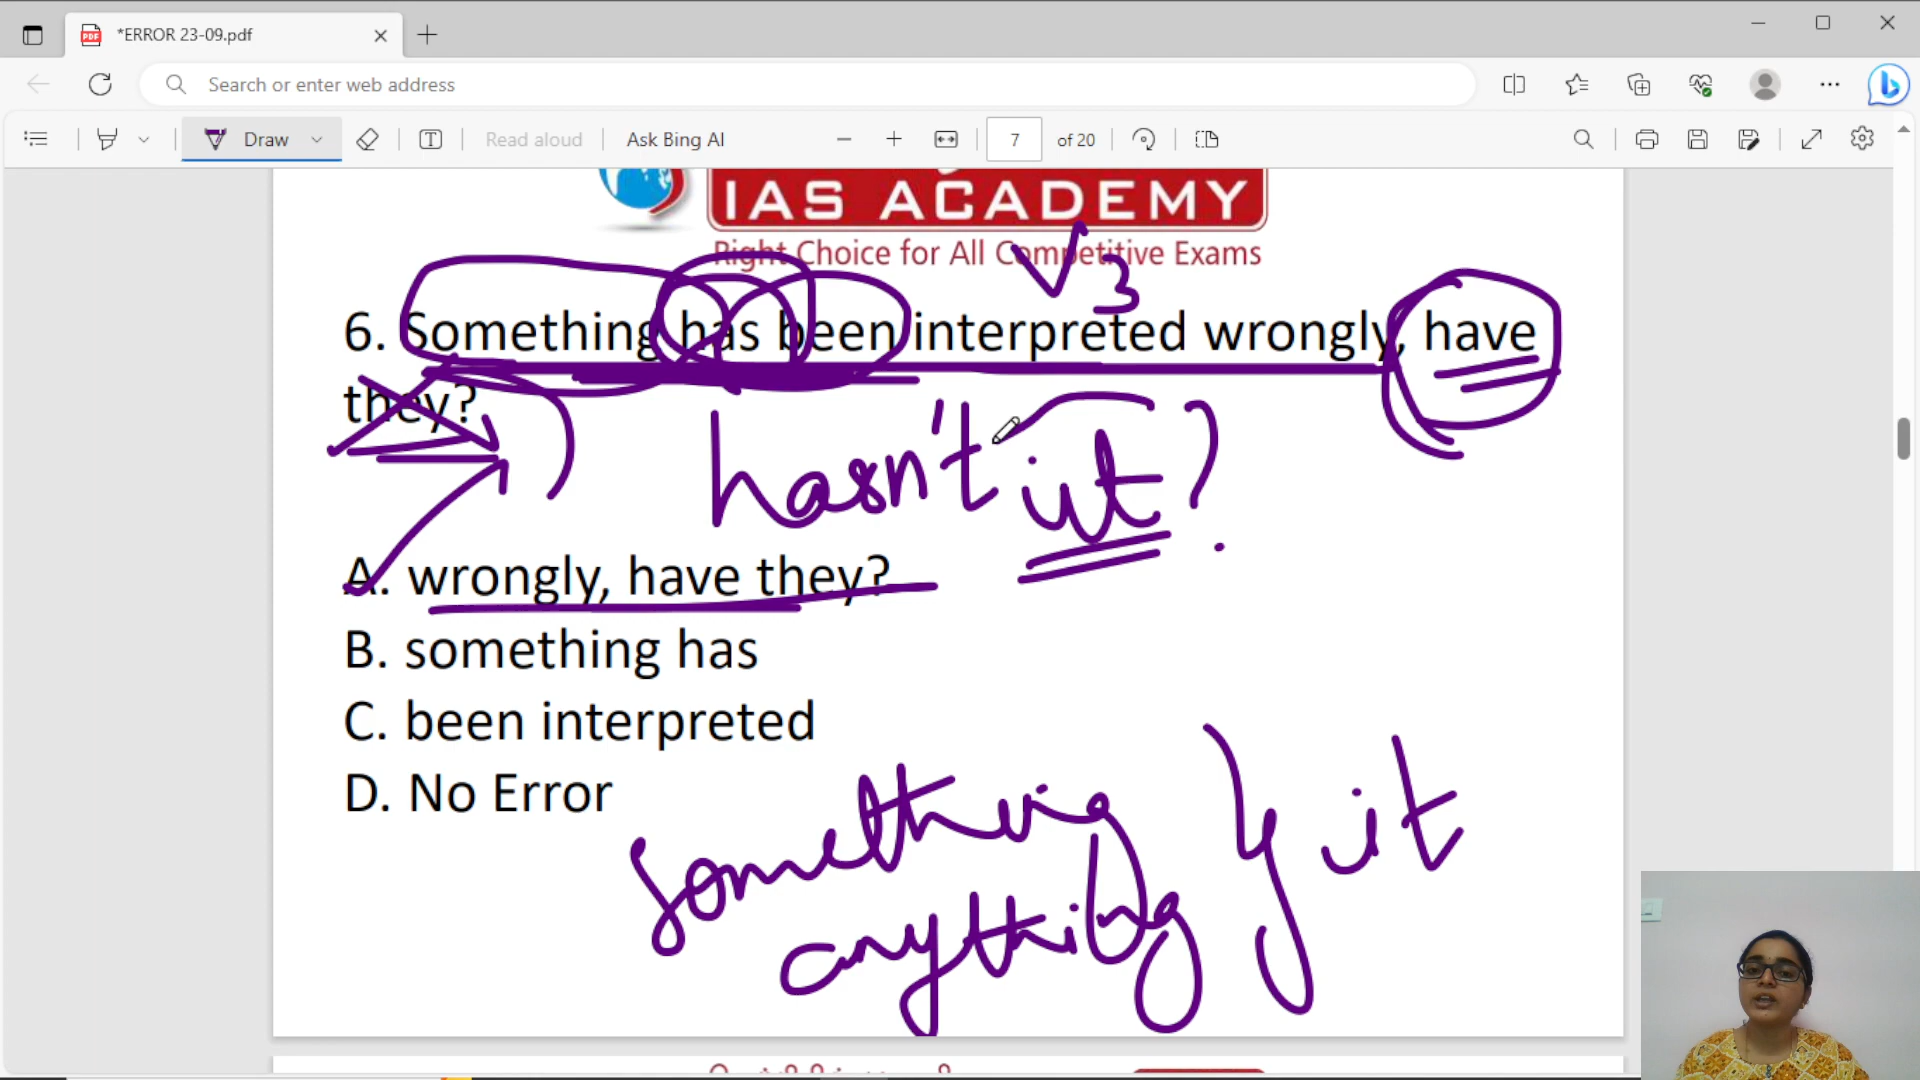 *ERROR 23-09.pdf
Search or enter web address
Draw
Read aloud
Ask Bing AI
7
of 20
IAS ACADEMY
Right Choice for All Competitive Exams
V3
6. Something has been interpreted wrongly, have
they?
hasn't it?
A. wrongly, have they?
B. something has
C. been interpreted
D. No Error
something
anything
it